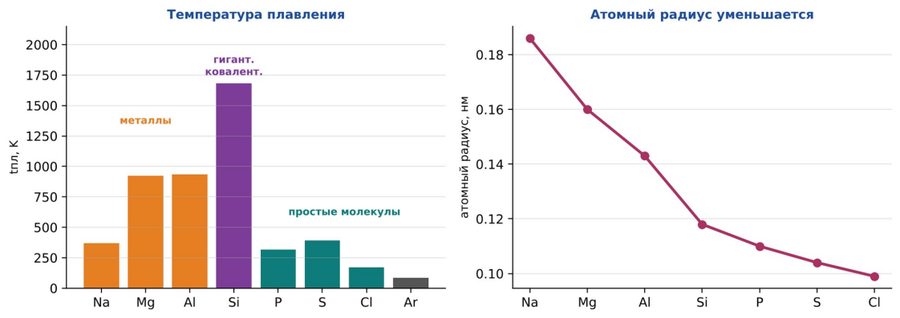 Температура плавления
tпл, K
2000
1750
1500
1250
1000
750
500
250
0
гигант.
ковалент.
металлы
простые молекулы
Na Mg Al Si P S Cl Ar
Атомный радиус уменьшается
атомный радиус, нм
0.18
0.16
0.14
0.12
0.10
Na Mg Al Si P S Cl